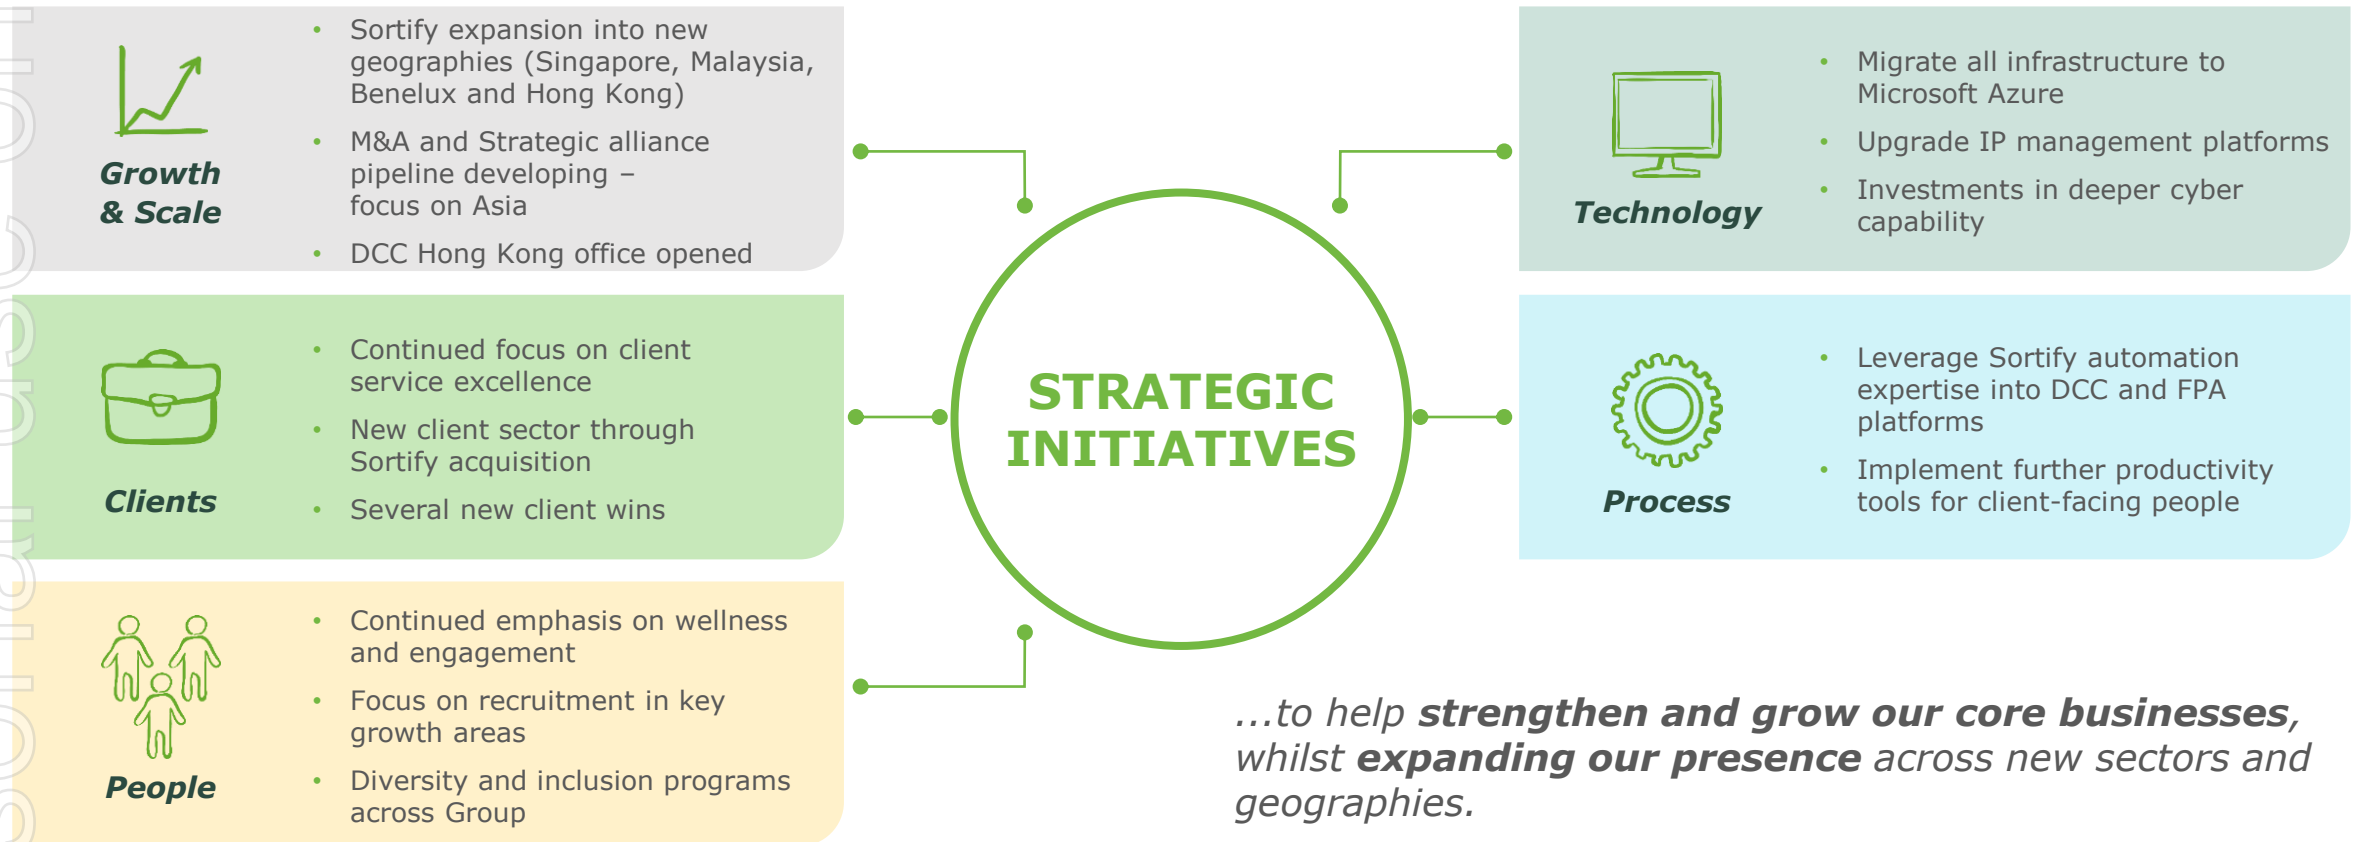 • Sortify expansion into new
geographies (Singapore, Malaysia,
Benelux and Hong Kong)
• M&A and Strategic alliance
pipeline developing –
focus on Asia
• DCC Hong Kong office opened
Growth
& Scale
• Continued focus on client
service excellence
• New client sector through
Sortify acquisition
• Several new client wins
Clients
• Continued emphasis on wellness
and engagement
• Focus on recruitment in key
growth areas
• Diversity and inclusion programs
across Group
People
STRATEGIC
INITIATIVES
• Migrate all infrastructure to
Microsoft Azure
• Upgrade IP management platforms
• Investments in deeper cyber
capability
Technology
• Leverage Sortify automation
expertise into DCC and FPA
platforms
• Implement further productivity
tools for client-facing people
Process
...to help strengthen and grow our core businesses,
whilst expanding our presence across new sectors and
geographies.